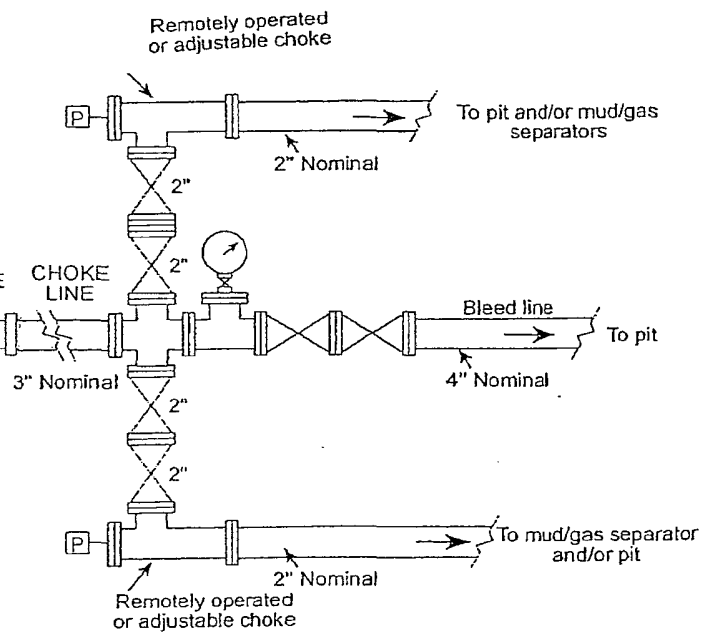 Remotely operated
or adjustable choke
P
To pit and/or mud/gas
separators
2" Nominal
2"
2"
E
CHOKE
LINE
Bleed line
To pit
3" Nominal
4" Nominal
2"
2"
P
To mud/gas separator
and/or pit
2" Nominal
Remotely operated
or adjustable choke